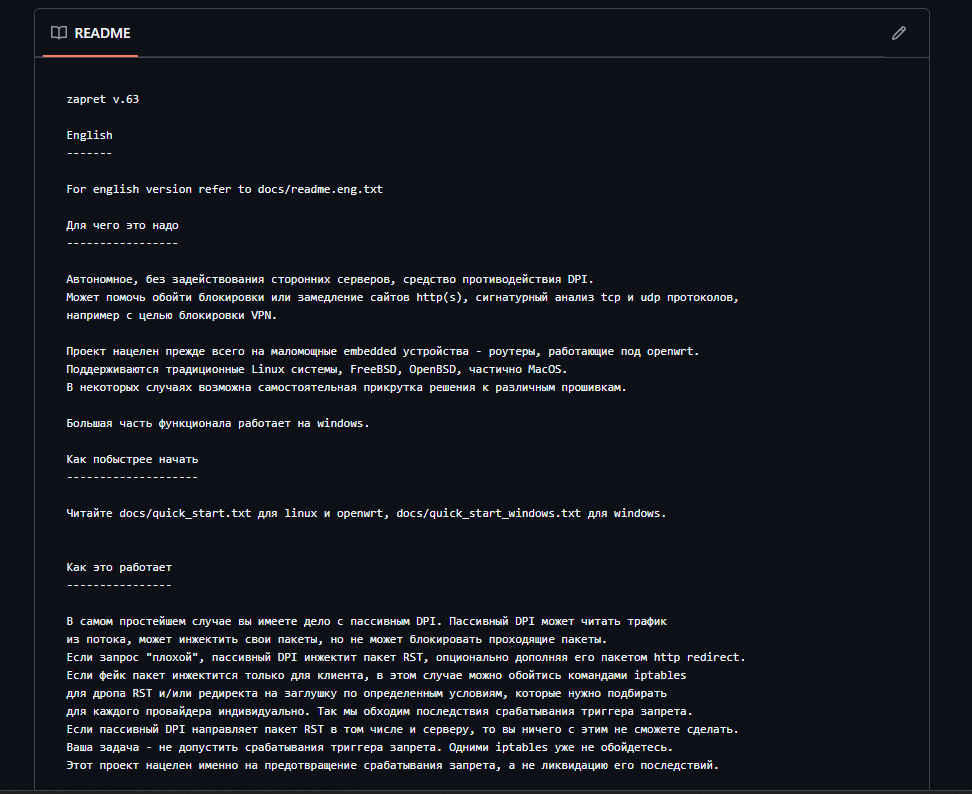 README
zapret v.63
English
-------
For english version refer to docs/readme.eng.txt
Для чего это надо
-----------------
Автономное, без задействования сторонних серверов, средство противодействия DPI.
Может помочь обойти блокировки или замедление сайтов http(s), сигнатурный анализ tcp и udp протоколов,
например с целью блокировки VPN.
Проект нацелен прежде всего на маломощные embedded устройства - роутеры, работающие под openwrt.
Поддерживаются традиционные Linux системы, FreeBSD, OpenBSD, частично MacOS.
В некоторых случаях возможна самостоятельная прикрутка решения к различным прошивкам.
Большая часть функционала работает на windows.
Как побыстрее начать
--------------------
Читайте docs/quick_start.txt для linux и openwrt, docs/quick_start_windows.txt для windows.
Как это работает
----------------
В самом простейшем случае вы имеете дело с пассивным DPI. Пассивный DPI может читать трафик
из потока, может инжектить свои пакеты, но не может блокировать проходящие пакеты.
Если запрос "плохой", пассивный DPI инжектит пакет RST, опционально дополняя его пакетом http redirect.
Если фейк пакет инжектится только для клиента, в этом случае можно обойтись командами iptables
для дропа RST и/или редиректа на заглушку по определенным условиям, которые нужно подбирать
для каждого провайдера индивидуально. Так мы обходим последствия срабатывания триггера запрета.
Если пассивный DPI направляет пакет RST в том числе и серверу, то вы ничего с этим не сможете сделать.
Ваша задача - не допустить срабатывания триггера запрета. Одними iptables уже не обойдетесь.
Этот проект нацелен именно на предотвращение срабатывания запрета, а не ликвидацию его последствий.